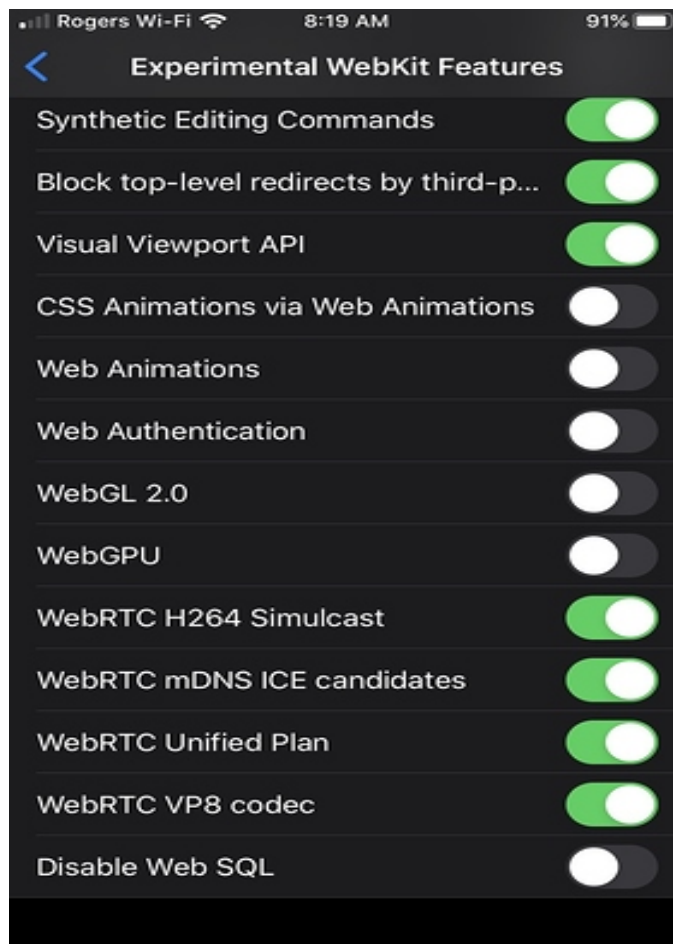 Rogers Wi-Fi 8:19 AM 91%
Experimental WebKit Features
Synthetic Editing Commands
Block top-level redirects by third-p...
Visual Viewport API
CSS Animations via Web Animations
Web Animations
Web Authentication
WebGL 2.0
WebGPU
WebRTC H264 Simulcast
WebRTC mDNS ICE candidates
WebRTC Unified Plan
WebRTC VP8 codec
Disable Web SQL